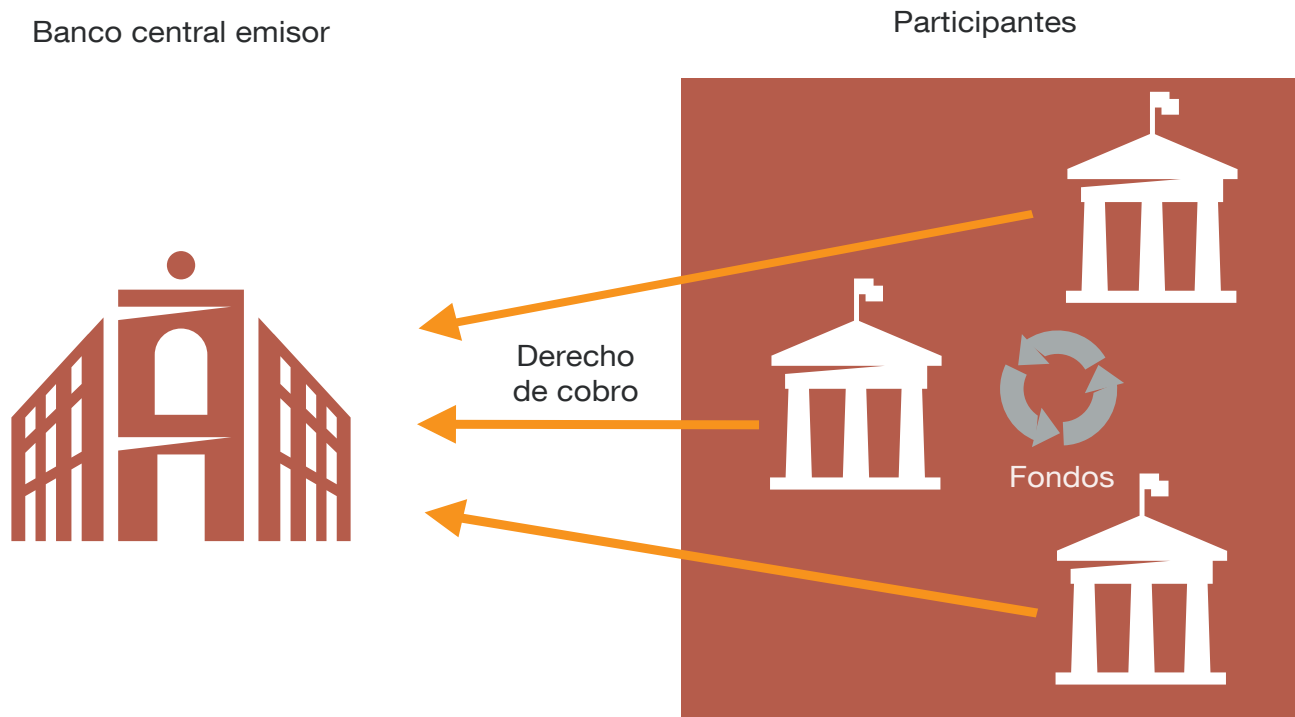 Banco central emisor
Participantes
Derecho
de cobro
Fondos